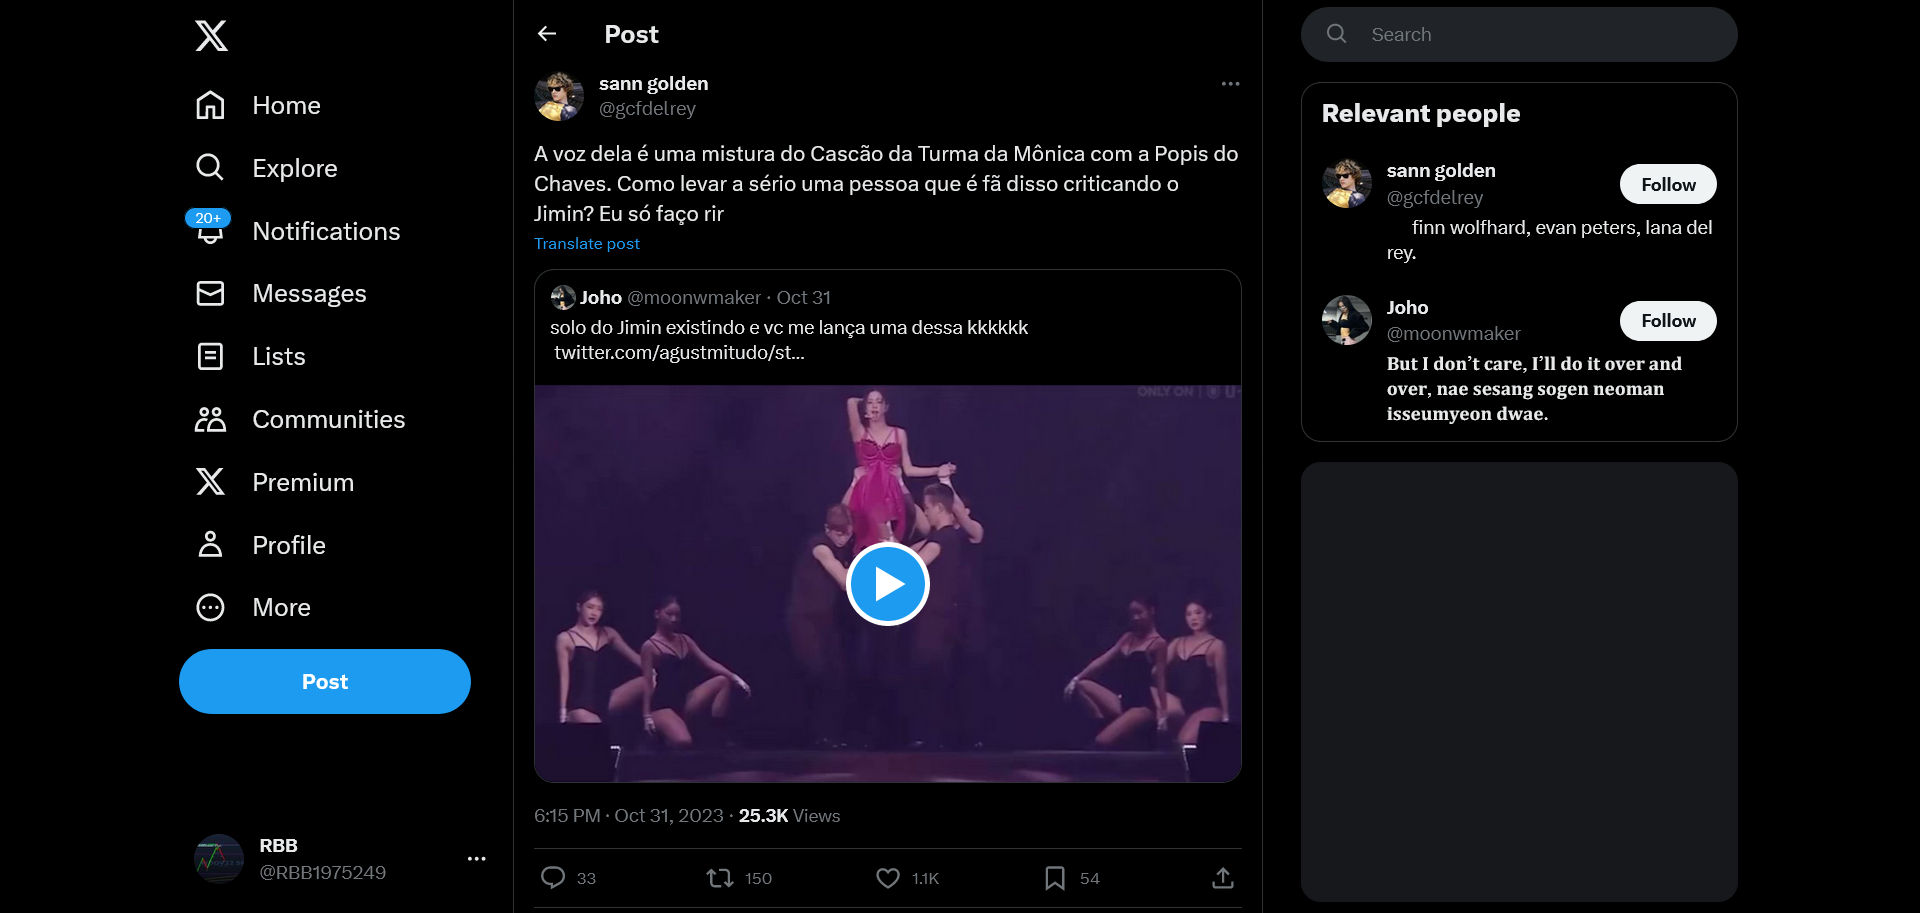 Home
Explore
20+
Notifications
Messages
Lists
Communities
Premium
Profile
More
Post
RBB
@RBB1975249
Post
sann golden
@gcfdelrey
A voz dela é uma mistura do Cascão da Turma da Mônica com a Popis do
Chaves. Como levar a sério uma pessoa que é fã disso criticando o
Jimin? Eu só faço rir
Translate post
Joho @moonwmaker · Oct 31
solo do Jimin existindo e vc me lança uma dessa kkkkkk
twitter.com/agustmitudo/st…
ONLY ON
6:15 PM · Oct 31, 2023 · 25.3K Views
33 150 1.1K 54
Search
Relevant people
sann golden
@gcfdelrey
Follow
finn wolfhard, evan peters, lana del
rey.
Joho
@moonwmaker
Follow
But I don’t care, I’ll do it over and
over, nae sesang sogen neoman
isseumyeon dwae.